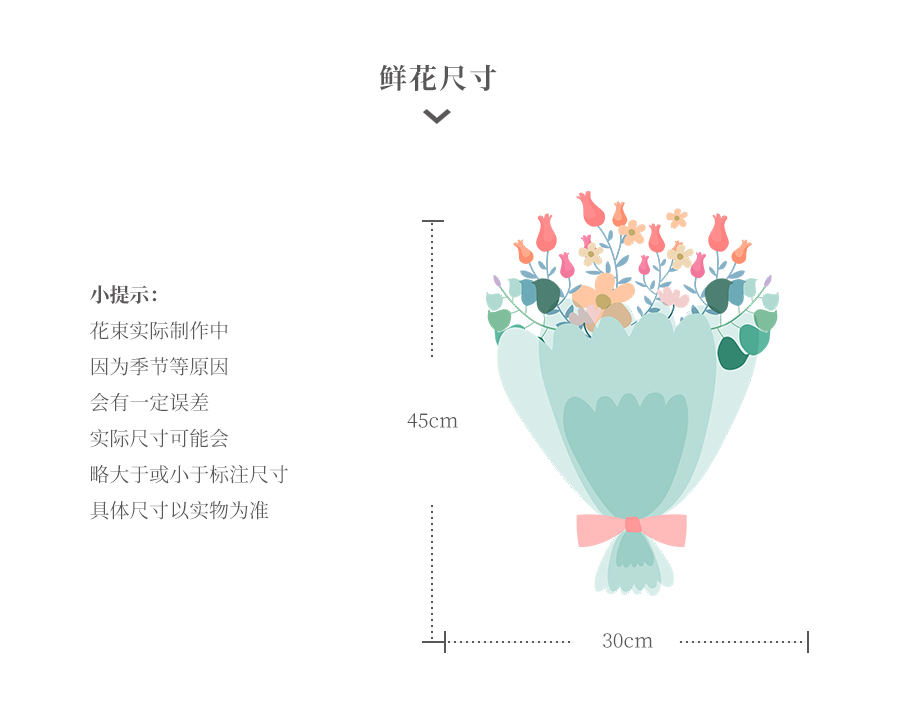 鲜花尺寸
小提示：
花束实际制作中
因为季节等原因
会有一定误差
实际尺寸可能会
略大于或小于标注尺寸
具体尺寸以实物为准
45cm
30cm